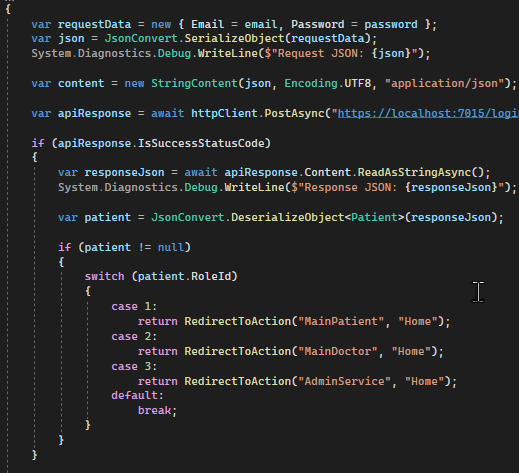 {
var requestData = new { Email = email, Password = password };
var json = JsonConvert.SerializeObject(requestData);
System.Diagnostics.Debug.WriteLine($"Request JSON: {json}");
var content = new StringContent(json, Encoding.UTF8, "application/json");
var apiResponse = await httpClient.PostAsync("https://localhost:7015/logi
if (apiResponse.IsSuccessStatusCode)
{
var responseJson = await apiResponse.Content.ReadAsStringAsync();
System.Diagnostics.Debug.WriteLine($"Response JSON: {responseJson}");
var patient = JsonConvert.DeserializeObject<Patient>(responseJson);
if (patient != null)
{
switch (patient.RoleId)
{
case 1:
return RedirectToAction("MainPatient", "Home");
case 2:
return RedirectToAction("MainDoctor", "Home");
case 3:
return RedirectToAction("AdminService", "Home");
default:
break;
}
}
}